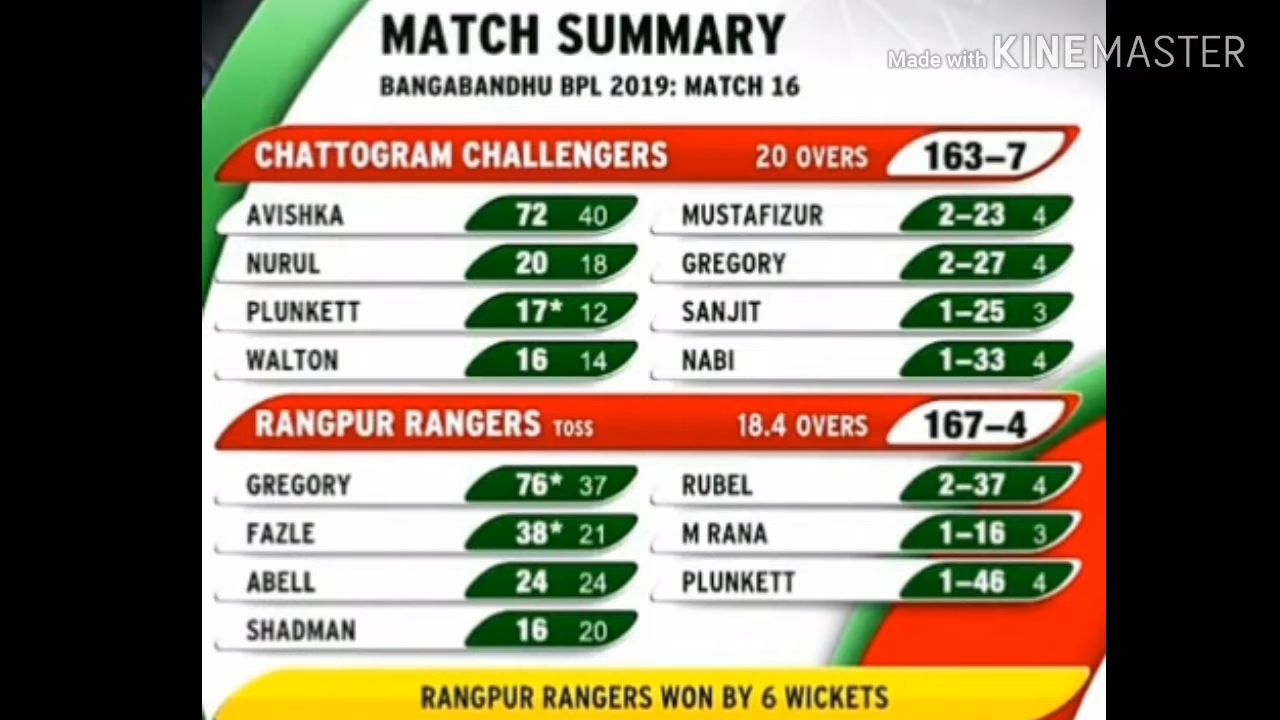 MATCH SUMMARY
Made with KINEMASTER
BANGABANDHU BPL 2019: MATCH 16
CHATTOGRAM CHALLENGERS 20 OVERS 163–7
AVISHKA 72 40 MUSTAFIZUR 2–23 4
NURUL 20 18 GREGORY 2–27 4
PLUNKETT 17* 12 SANJIT 1–25 3
WALTON 16 14 NABI 1–33 4
RANGPUR RANGERS TOSS 18.4 OVERS 167–4
GREGORY 76* 37 RUBEL 2–37 4
FAZLE 38* 21 M RANA 1–16 3
ABELL 24 24 PLUNKETT 1–46 4
SHADMAN 16 20
RANGPUR RANGERS WON BY 6 WICKETS